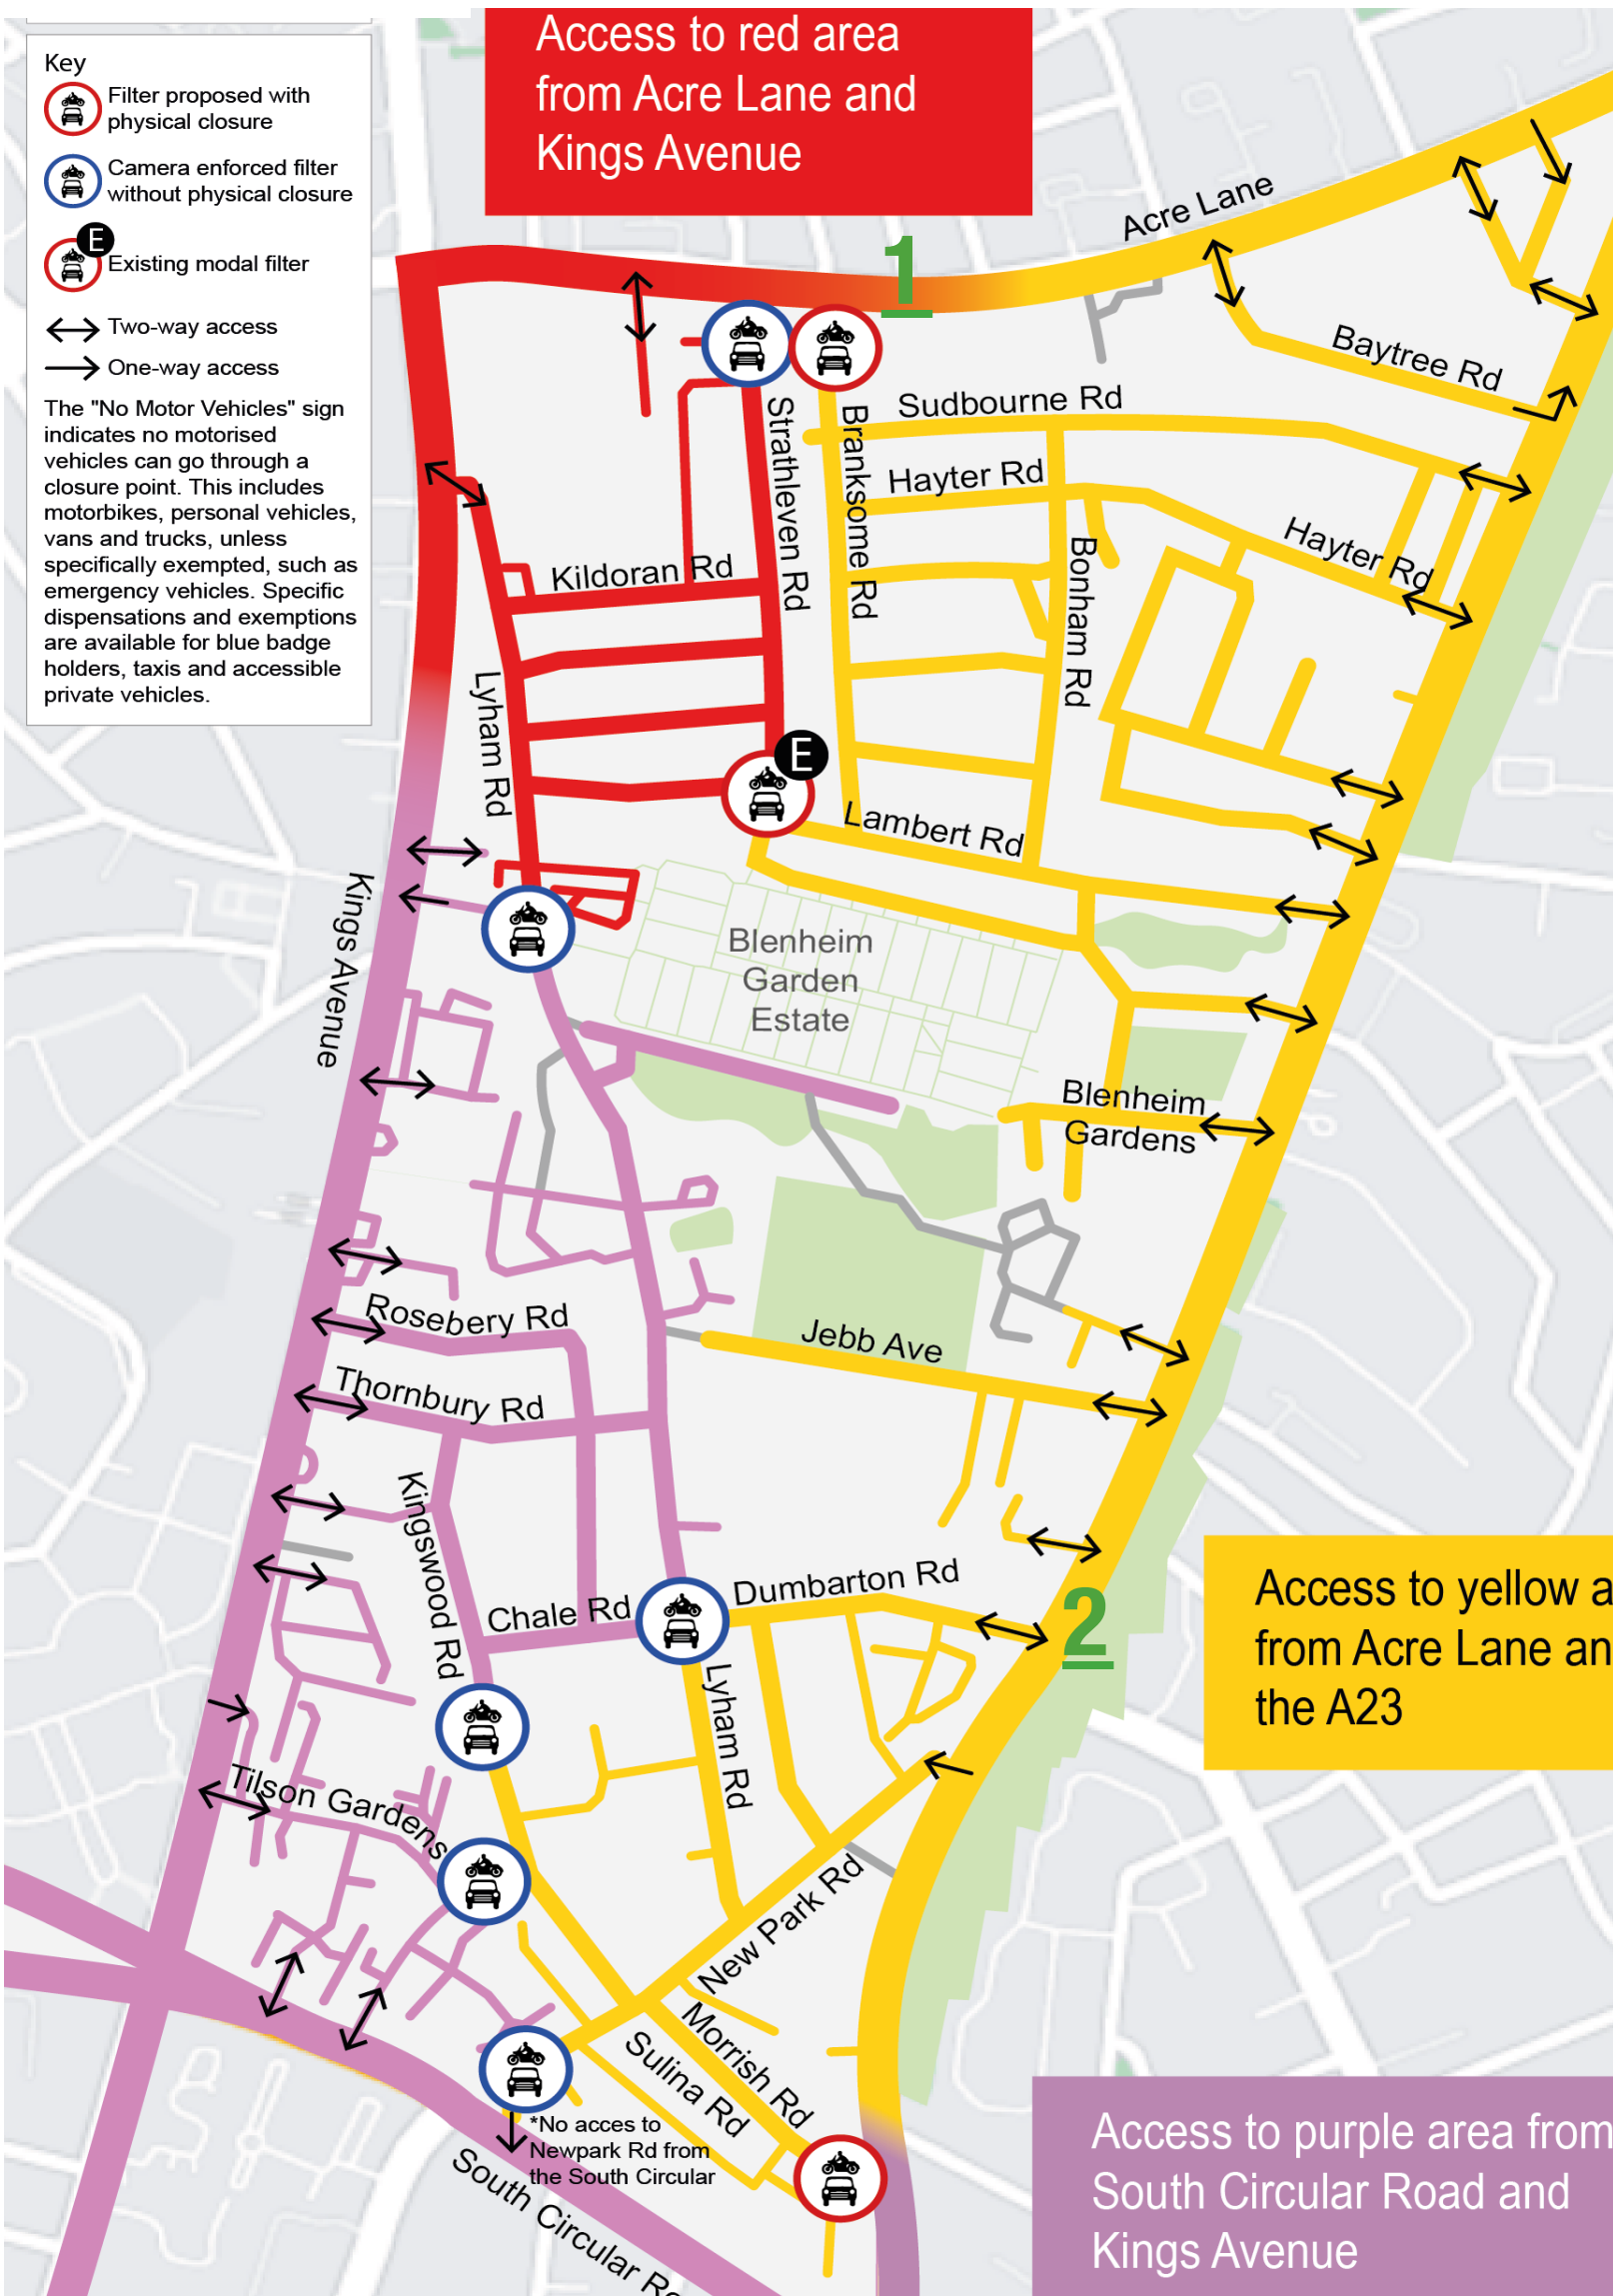 Key
Filter proposed with
physical closure
Camera enforced filter
without physical closure
E
Existing modal filter
Two-way access
One-way access
The "No Motor Vehicles" sign
indicates no motorised
vehicles can go through a
closure point. This includes
motorbikes, personal vehicles,
vans and trucks, unless
specifically exempted, such as
emergency vehicles. Specific
dispensations and exemptions
are available for blue badge
holders, taxis and accessible
private vehicles.
Access to red area
from Acre Lane and
Kings Avenue
1
Acre Lane
Baytree Rd
Sudbourne Rd
Strathleven Rd
Branksome Rd
Hayter Rd
Hayter Rd
Kildoran Rd
Bonham Rd
Lyham Rd
E
Lambert Rd
Kings Avenue
Blenheim
Garden
Estate
Blenheim
Gardens
Rosebery Rd
Jebb Ave
Thornbury Rd
Kingswood Rd
Dumbarton Rd
Chale Rd
2
Access to yellow a
from Acre Lane an
the A23
Lyham Rd
Tilson Gardens
New Park Rd
Morrish Rd
Sulina Rd
*No acces to
Newpark Rd from
the South Circular
South Circular Ro
Access to purple area from
South Circular Road and
Kings Avenue